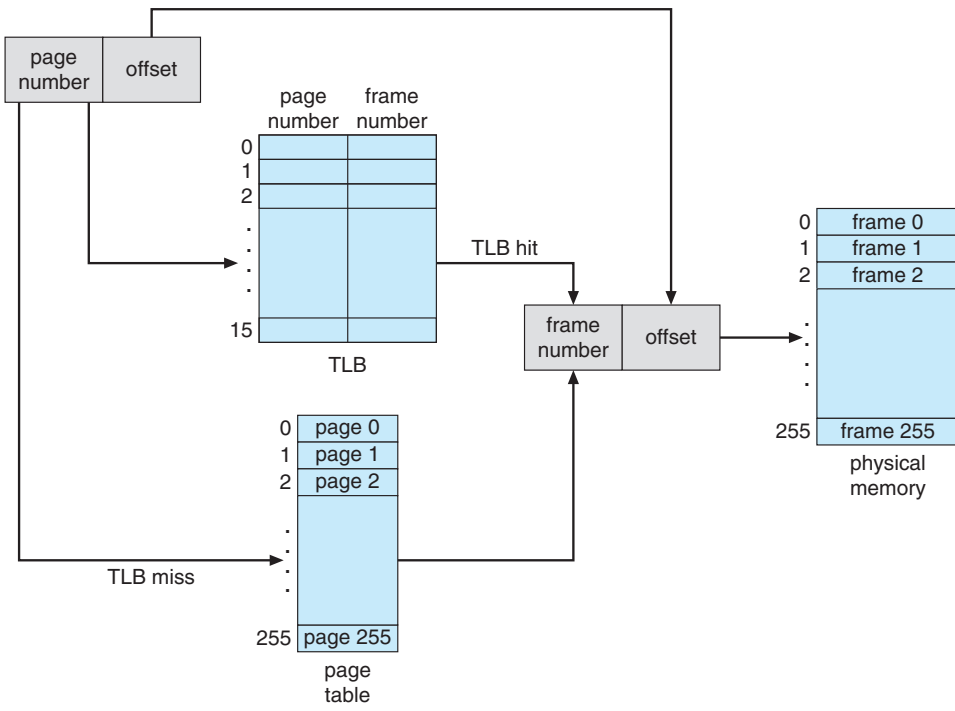 page
number
offset
page
number
frame
number
0
1
2
.
.
.
.
15
TLB
TLB hit
frame
number
offset
0
1
2
.
.
.
.
255
frame 0
frame 1
frame 2
frame 255
physical
memory
0
1
2
.
.
.
.
255
page 0
page 1
page 2
page 255
page
table
TLB miss